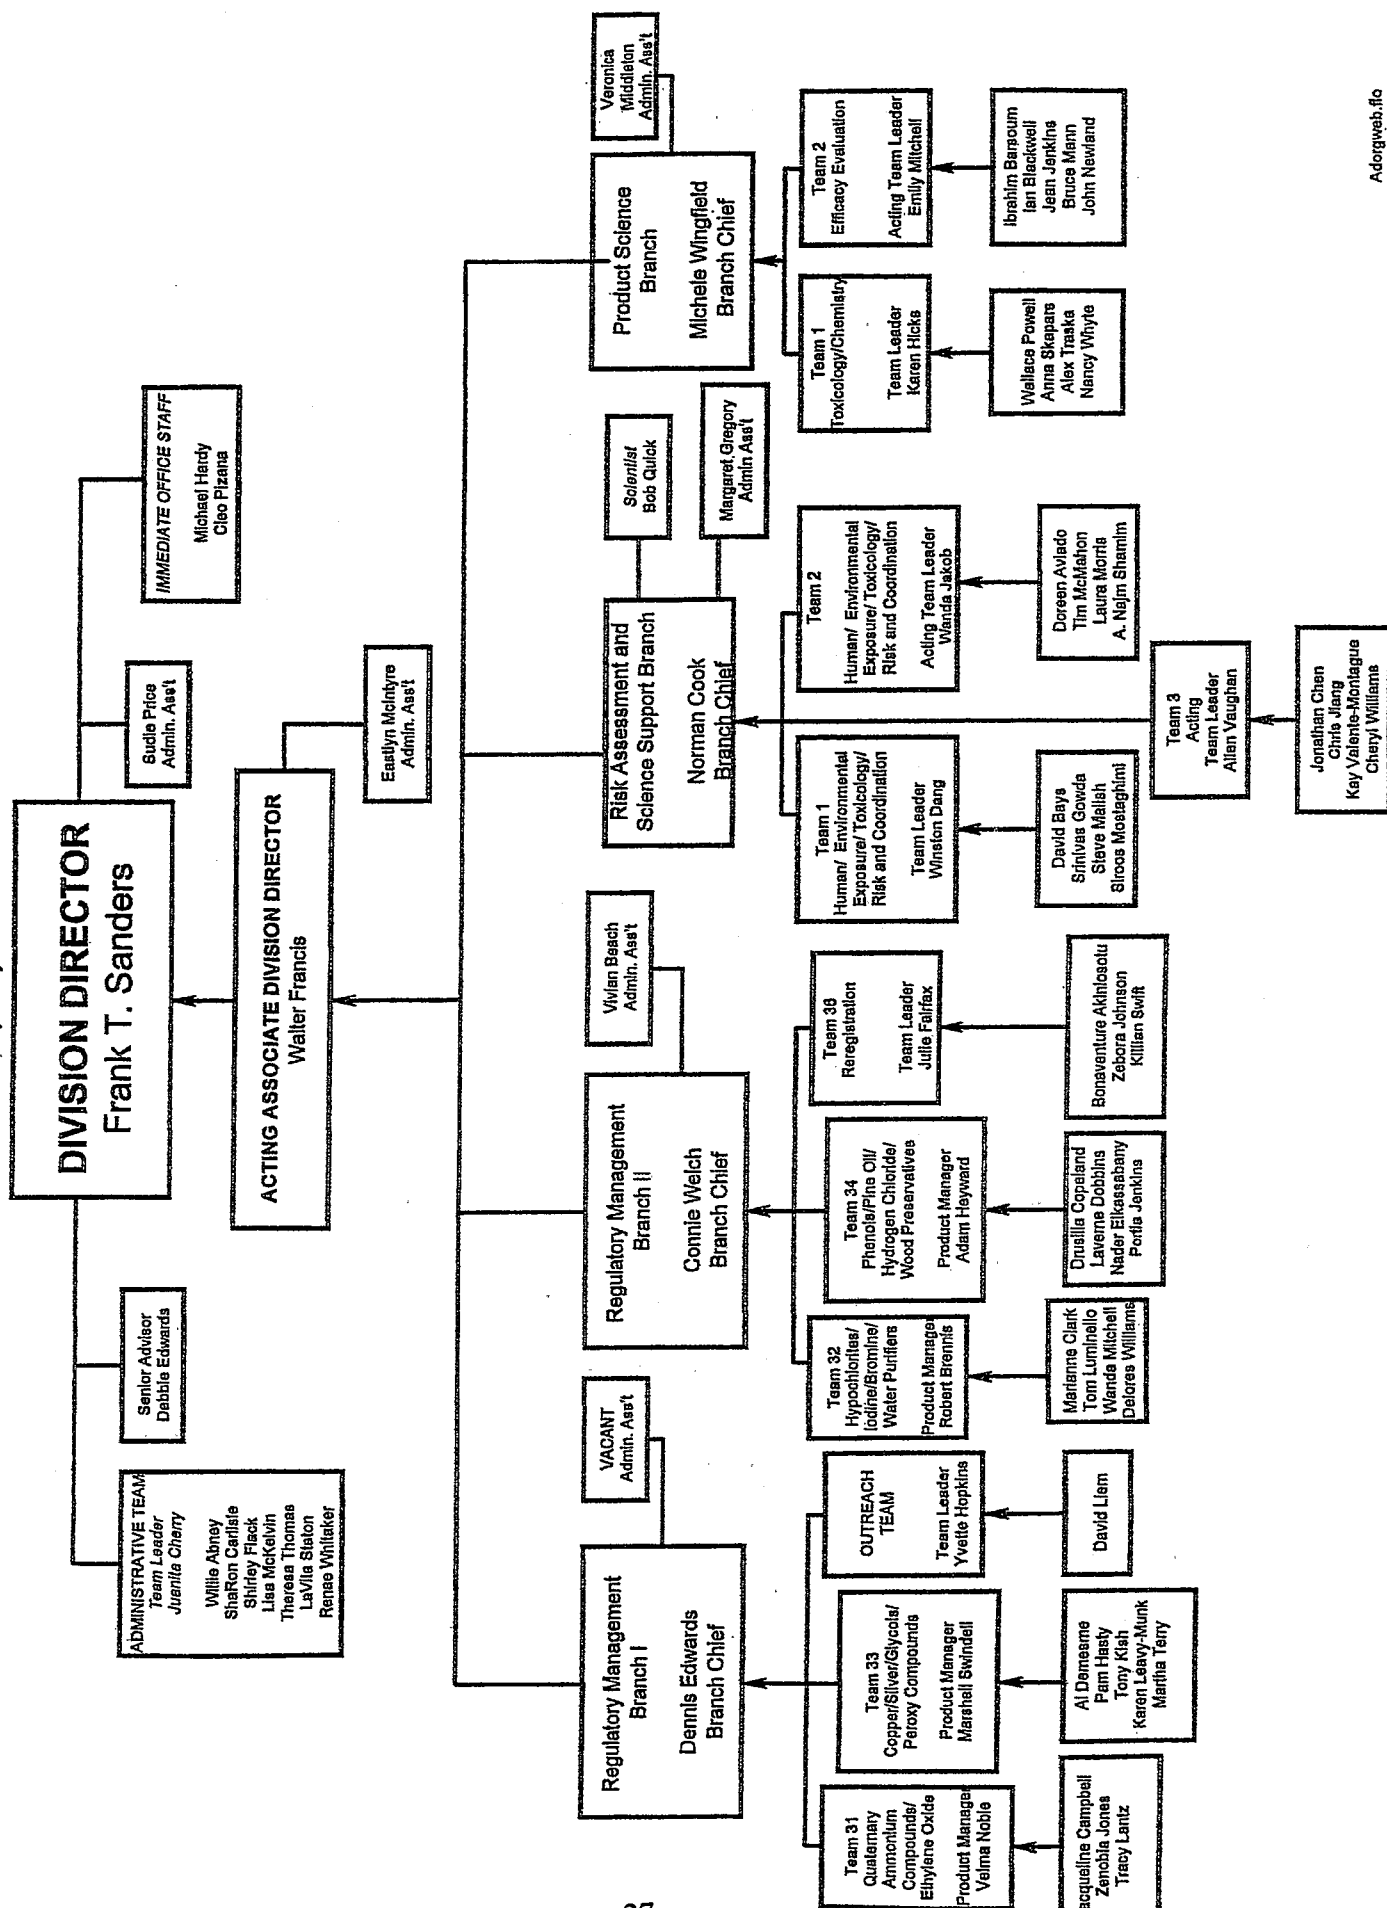 DIVISION DIRECTOR
Frank T. Sanders
ADMINISTRATIVE TEAM
Team Leader
Juanita Cherry
Willie Abney
ShaRon Carlisle
Shirley Flack
Lisa McKelvin
Theresa Thomas
LaVita Staton
Renae Whitaker
Senior Advisor
Debbie Edwards
Sudie Price
Admin. Ass't
IMMEDIATE OFFICE STAFF
Michael Hardy
Cleo Pizana
ACTING ASSOCIATE DIVISION DIRECTOR
Walter Francis
Eastlyn McIntyre
Admin. Ass't
Regulatory Management
Branch I
Dennis Edwards
Branch Chief
VACANT
Admin. Ass't
Regulatory Management
Branch II
Connie Welch
Branch Chief
Vivian Beach
Admin. Ass't
Risk Assessment and
Science Support Branch
Norman Cook
Branch Chief
Scientist
Bob Quick
Margaret Gregory
Admin Ass't
Product Science
Branch
Michele Wingfield
Branch Chief
Veronica
Middleton
Admin. Ass't
Team 31
Quaternary
Ammonium
Compounds/
Ethylene Oxide
Product Manager
Velma Noble
Team 33
Copper/Silver/Glycols/
Peroxy Compounds
Product Manager
Marshall Swindell
OUTREACH
TEAM
Team Leader
Yvette Hopkins
Team 32
Hypochlorites/
Iodine/Bromine/
Water Purifiers
Product Manager
Robert Brennis
Team 34
Phenols/Pine Oil/
Hydrogen Chloride/
Wood Preservatives
Product Manager
Adam Heyward
Team 36
Reregistration
Team Leader
Julie Fairfax
Team 1
Human/ Environmental
Exposure/ Toxicology/
Risk and Coordination
Team Leader
Winston Dang
Team 2
Human/ Environmental
Exposure/ Toxicology/
Risk and Coordination
Acting Team Leader
Wanda Jakob
Team 1
Toxicology/Chemistry
Team Leader
Karen Hicks
Team 2
Efficacy Evaluation
Acting Team Leader
Emily Mitchell
acqueline Campbell
Zenobia Jones
Tracy Lantz
Al Demesme
Pam Hasty
Tony Kish
Karen Leavy-Munk
Martha Terry
David Liem
Marianne Clark
Tom Luminello
Wanda Mitchell
Delores Williams
Drusilla Copeland
Laverne Dobbins
Nader Elkassabany
Portia Jenkins
Bonaventure Akinlosotu
Zebora Johnson
Killian Swift
David Bays
Srinivas Gowda
Steve Mallsh
Siroos Mostaghimi
Doreen Aviado
Tim McMahon
Laura Morris
A. Najm Shamim
Wallace Powell
Anna Skapars
Alex Traska
Nancy Whyte
Ibrahim Barsoum
Ian Blackwell
Jean Jenkins
Bruce Mann
John Newland
Team 3
Acting
Team Leader
Allan Vaughan
Jonathan Chen
Chris Jiang
Kay Valente-Montague
Cheryl Williams
Adorgweb.flo